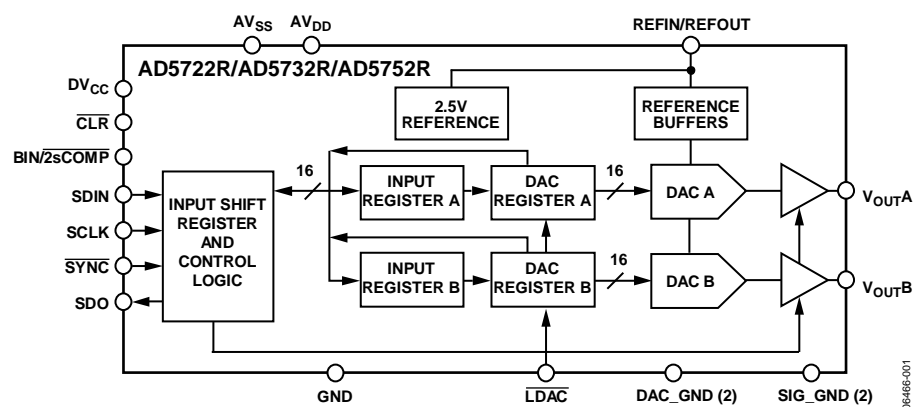 AVSS AVDD REFIN/REFOUT
AD5722R/AD5732R/AD5752R
DVCC
CLR
BIN/2sCOMP
SDIN
SCLK
SYNC
SDO
INPUT SHIFT
REGISTER
AND
CONTROL
LOGIC
2.5V
REFERENCE
REFERENCE
BUFFERS
16
INPUT
REGISTER A
DAC
REGISTER A
16
DAC A
VOUTA
INPUT
REGISTER B
DAC
REGISTER B
16
DAC B
VOUTB
GND LDAC DAC_GND (2) SIG_GND (2)
06466-001